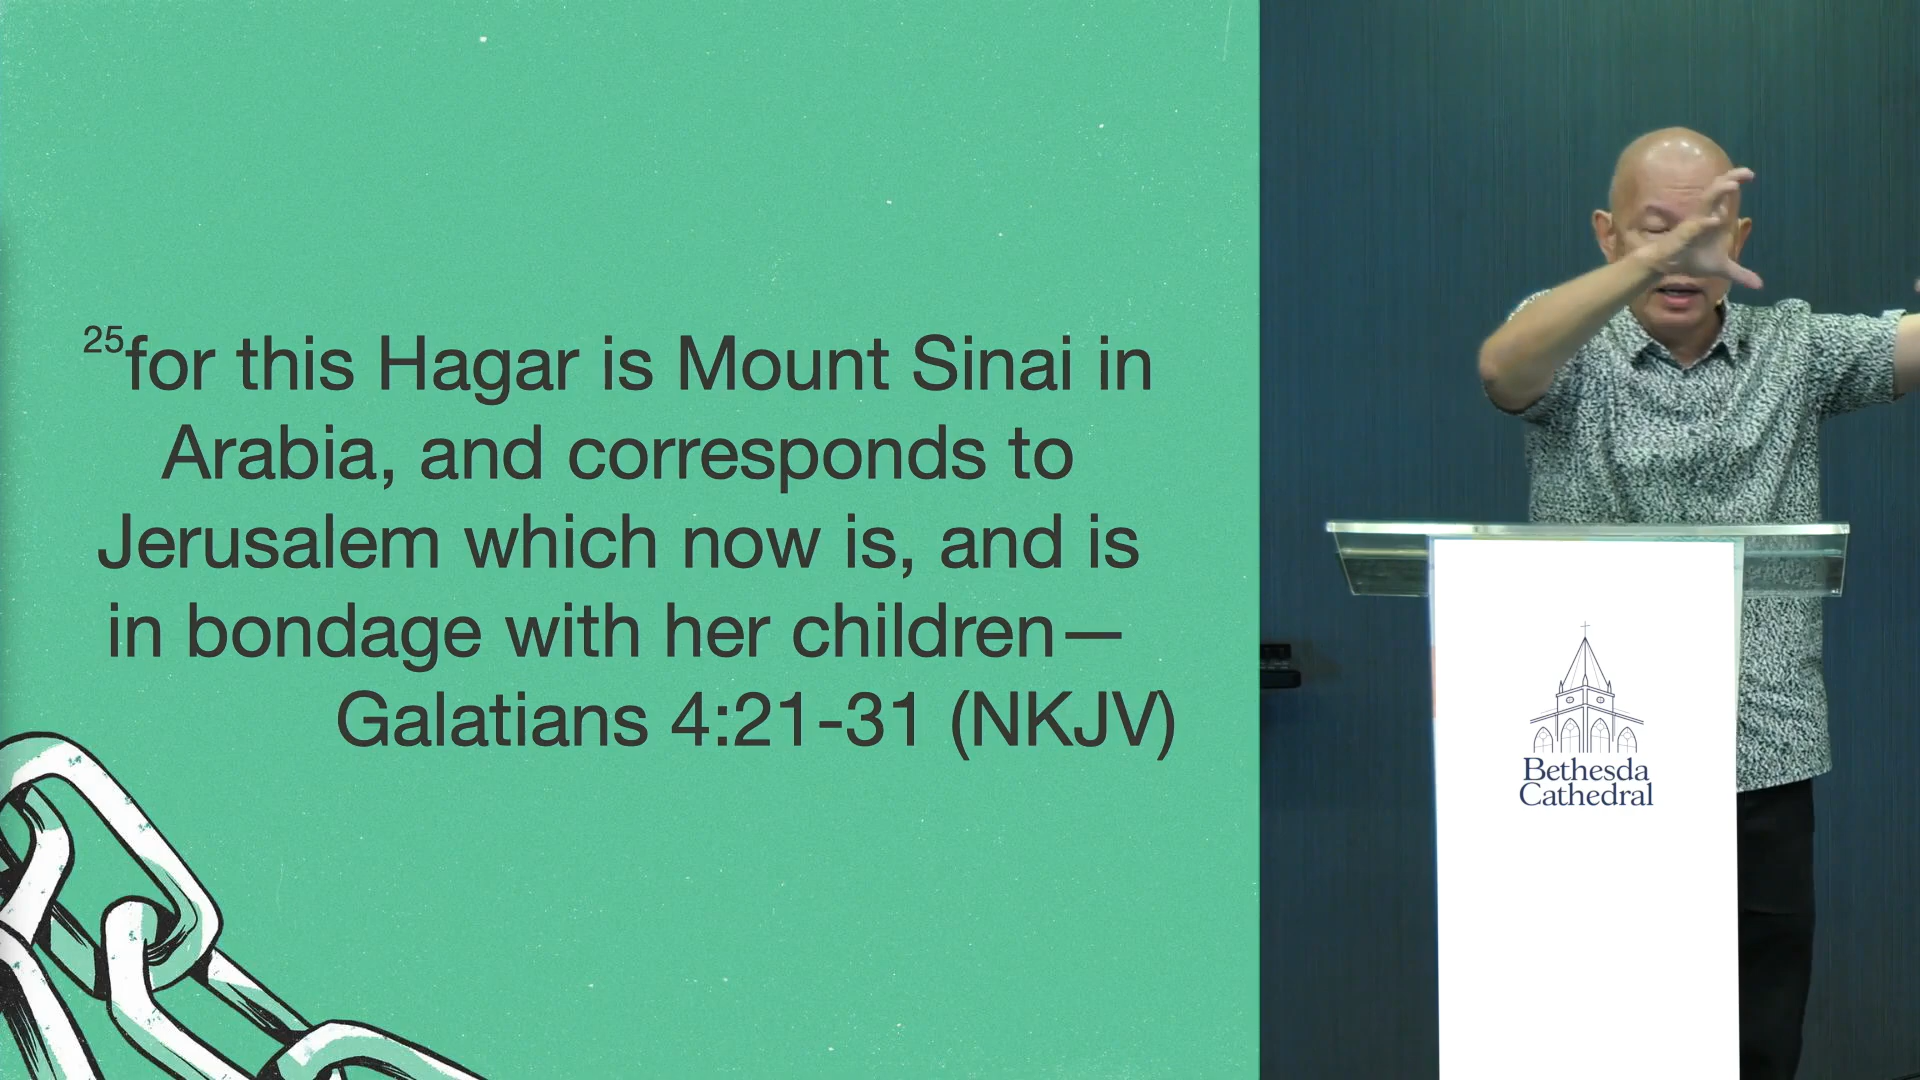 25for this Hagar is Mount Sinai in
Arabia, and corresponds to
Jerusalem which now is, and is
in bondage with her children—
Galatians 4:21-31 (NKJV)
Bethesda
Cathedral